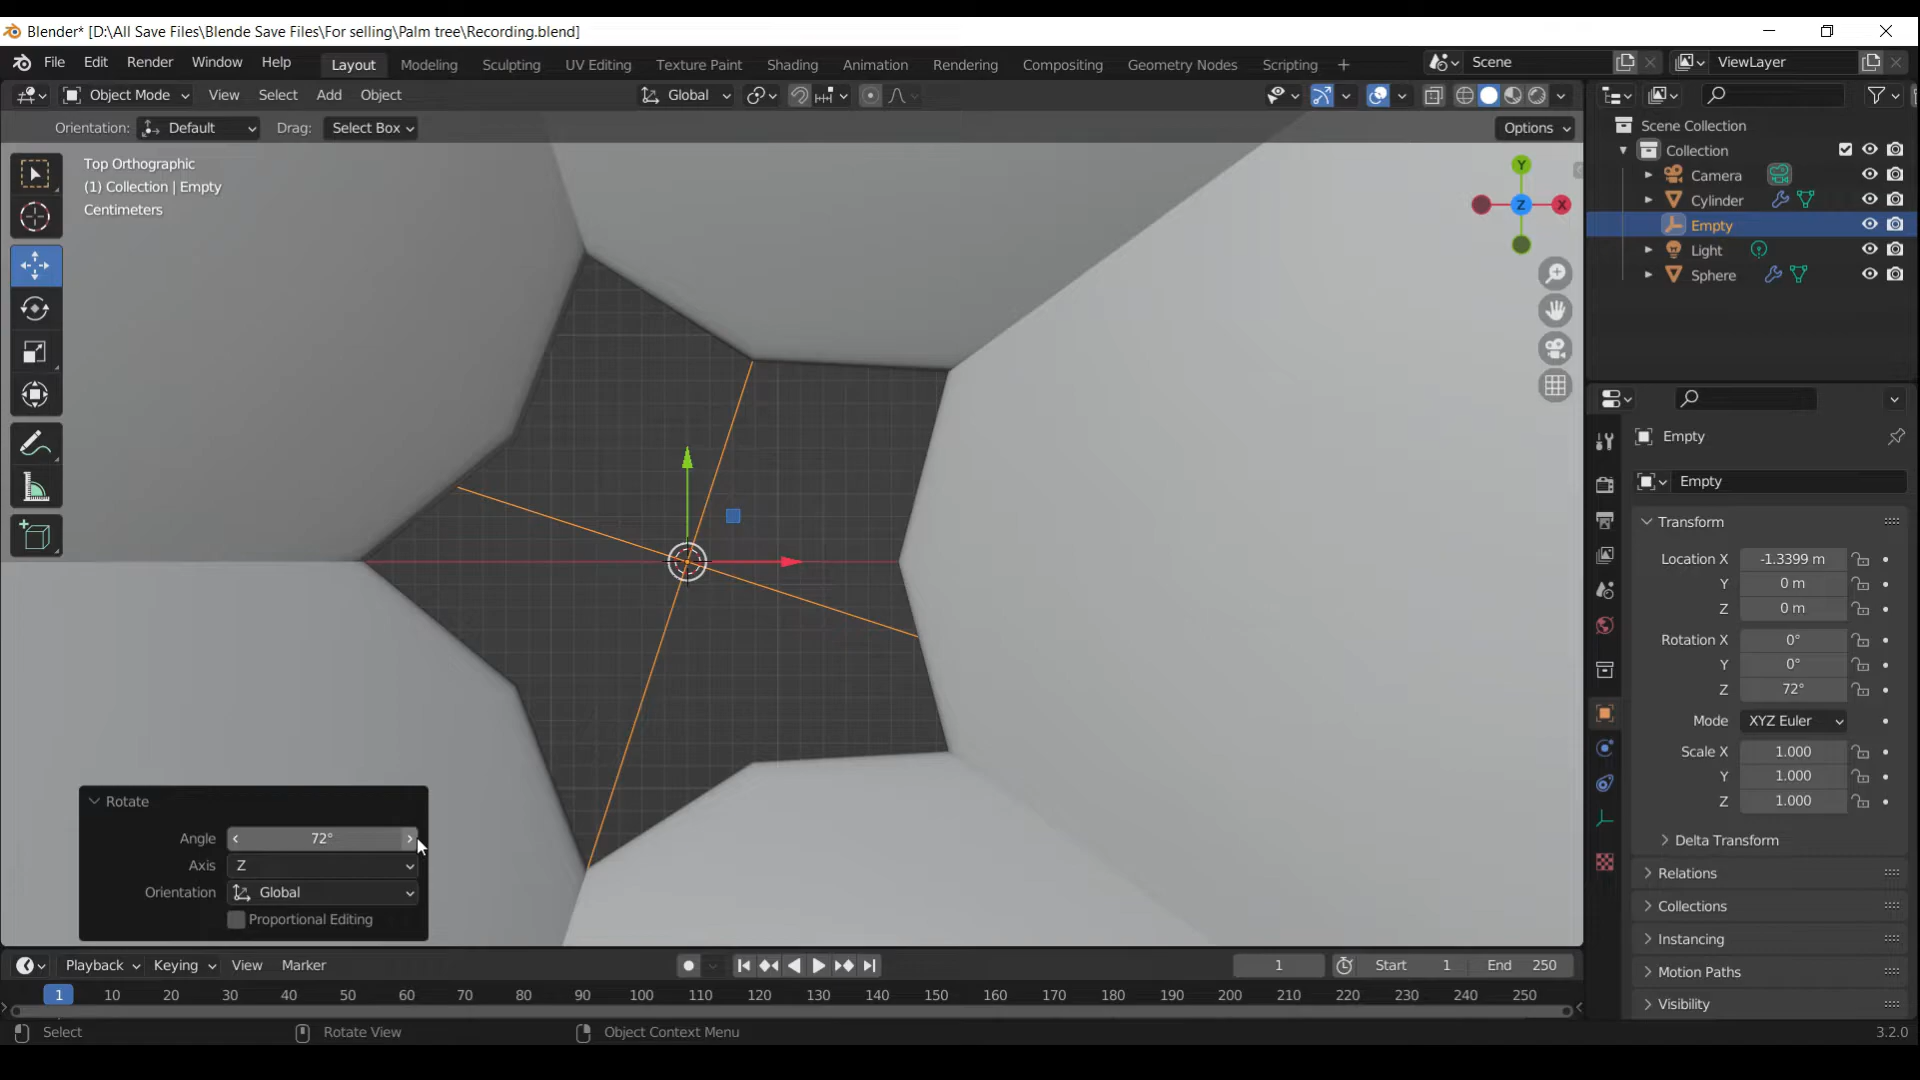 Blender* [D:\All Save Files\Blende Save Files\For selling\Palm tree\Recording.blend]
File Edit Render Window Help Layout Modeling Sculpting UV Editing Texture Paint Shading Animation Rendering Compositing Geometry Nodes Scripting + Scene ViewLayer
Object Mode View Select Add Object Global
Orientation: Default Drag: Select Box Options
Scene Collection
Collection
Camera
Cylinder
Empty
Light
Sphere
Top Orthographic
(1) Collection | Empty
Centimeters
Y
Z
X
Empty
Empty
Transform
Location X -1.3399 m
Y 0 m
Z 0 m
Rotation X 0°
Y 0°
Z 72°
Mode XYZ Euler
Scale X 1.000
Y 1.000
Z 1.000
Delta Transform
Relations
Collections
Instancing
Motion Paths
Visibility
Rotate
Angle 72°
Axis Z
Orientation Global
Proportional Editing
Playback Keying View Marker 1 Start 1 End 250
1 10 20 30 40 50 60 70 80 90 100 110 120 130 140 150 160 170 180 190 200 210 220 230 240 250
Select Rotate View Object Context Menu 3.2.0